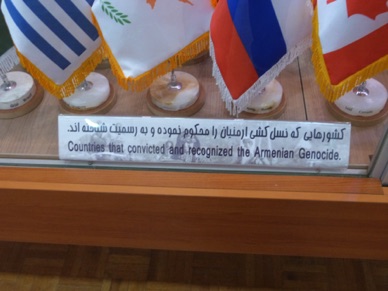 کشورهایی که نسل کشی ارمنیان را محکوم نموده و به رسمیت شناخته اند.
Countries that convicted and recognized the Armenian Genocide.